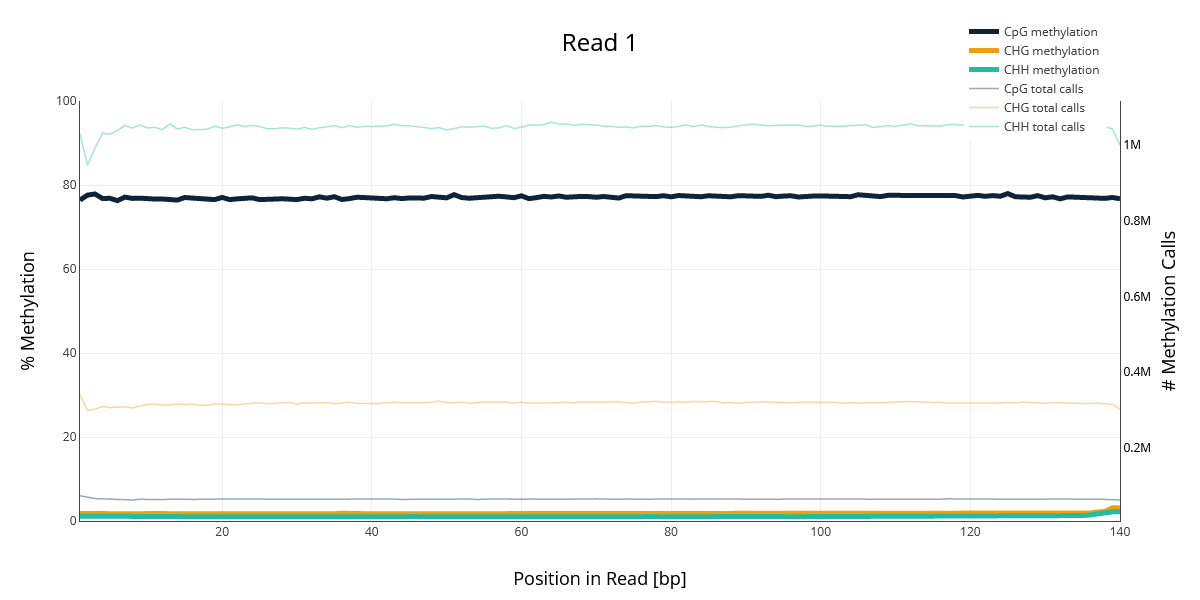 Read 1
CpG methylation
CHG methylation
CHH methylation
CpG total calls
CHG total calls
CHH total calls
100
80
60
40
20
0
% Methylation
1M
0.8M
0.6M
0.4M
0.2M
# Methylation Calls
20
40
60
80
100
120
140
Position in Read [bp]